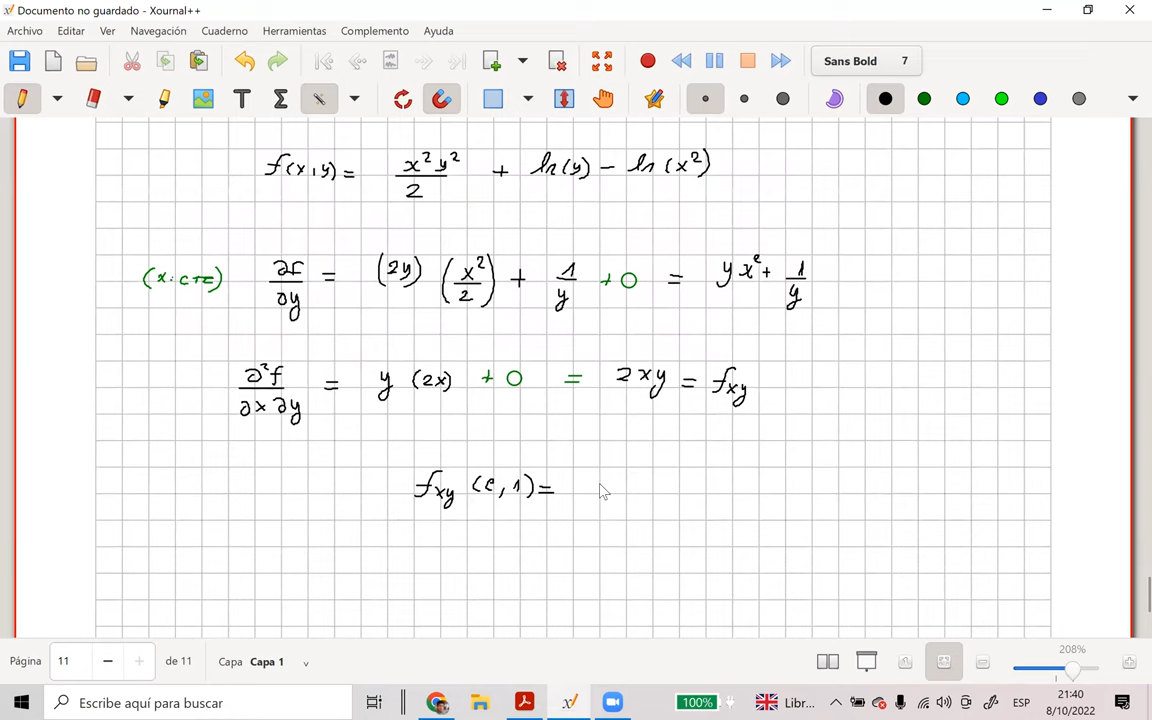 Documento no guardado - Xournal++
Archivo Editar Ver Navegación Cuaderno Herramientas Complemento Ayuda
Sans Bold 7
f(x,y) = x²y²/2 + ln(y) - ln(x²)
(x: cte) ∂f/∂y = (2y) (x²/2) + 1/y + 0 = yx² + 1/y
∂²f/∂x∂y = y (2x) + 0 = 2xy = fxy
fxy (e,1) =
208%
Página 11 de 11 Capa Capa 1
Escribe aquí para buscar 100% Libr... ESP 21:40
8/10/2022